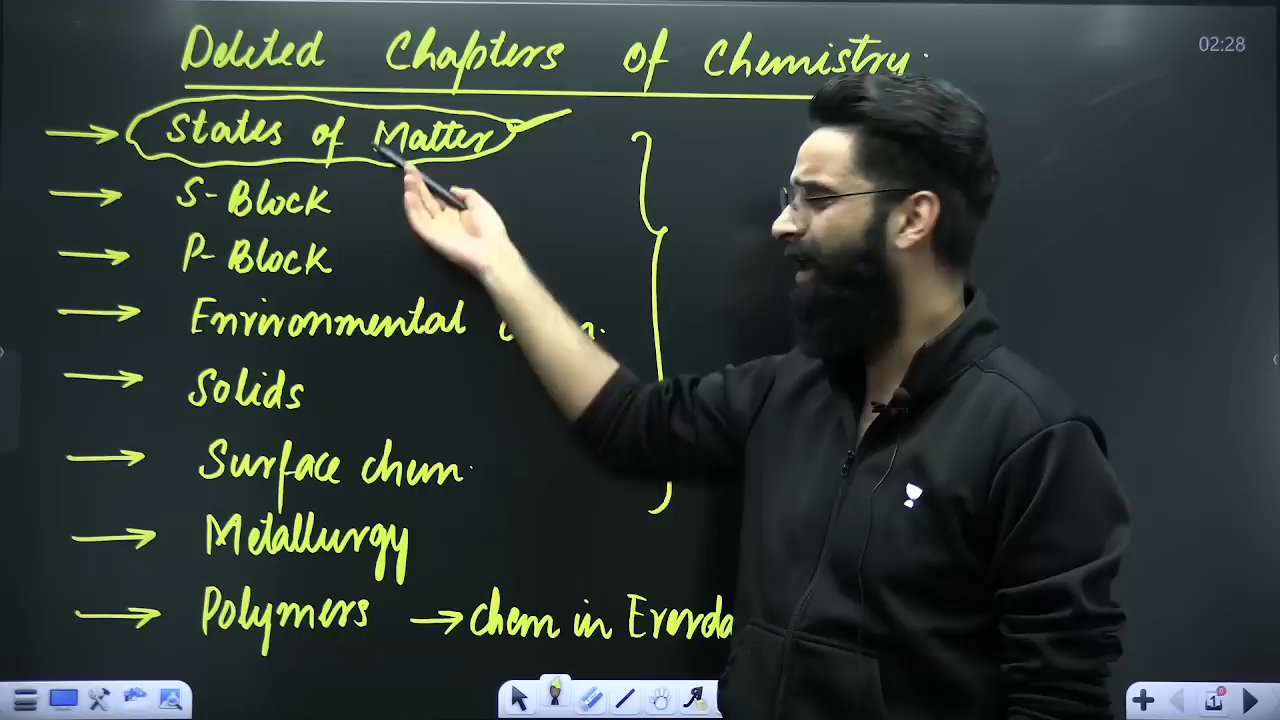 Deleted Chapters of Chemistry.
02:28
States of Matter
S-Block
P-Block
Environmental
Solids
Surface chem.
Metallurgy
Polymers → chem in
1